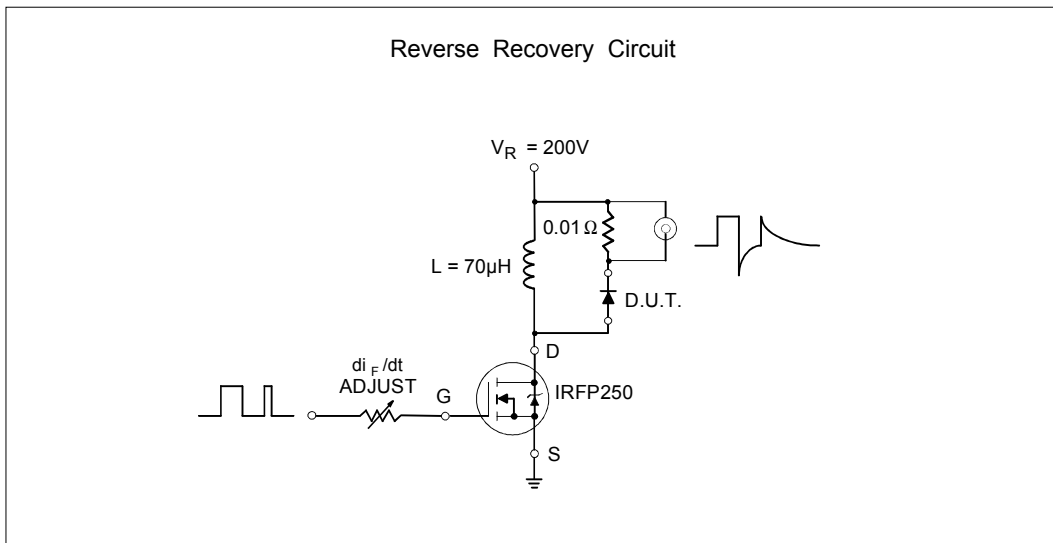 Reverse Recovery Circuit
V_R = 200V
0.01 Ω
L = 70µH
D.U.T.
di_F/dt
ADJUST
G
D
IRFP250
S